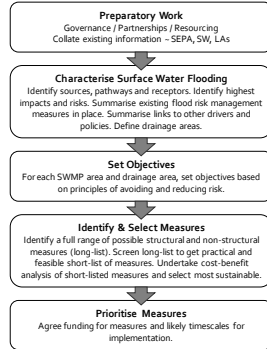 Preparatory Work
Governance / Partnerships / Resourcing
Collate existing information – SEPA, SW, LAs
Characterise Surface Water Flooding
Identify sources, pathways and receptors. Identify highest
impacts and risks. Summarise existing flood risk management
measures in place. Summarise links to other drivers and
policies. Define drainage areas.
Set Objectives
For each SWMP area and drainage area, set objectives based
on principles of avoiding and reducing risk.
Identify & Select Measures
Identify a full range of possible structural and non-structural
measures (long-list). Screen long-list to get practical and
feasible short-list of measures. Undertake cost-benefit
analysis of short-listed measures and select most sustainable.
Prioritise Measures
Agree funding for measures and likely timescales for
implementation.